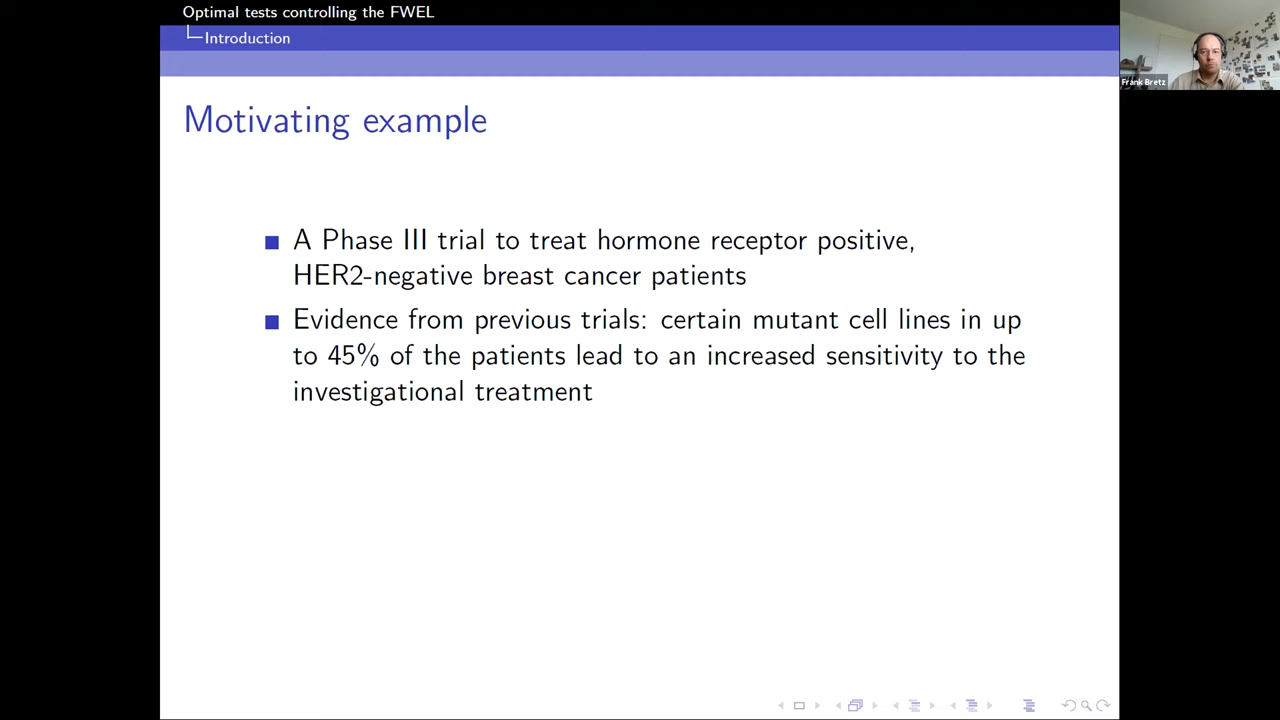 Optimal tests controlling the FWEL
Introduction
Frank Bretz
Motivating example
A Phase III trial to treat hormone receptor positive,
HER2-negative breast cancer patients
Evidence from previous trials: certain mutant cell lines in up
to 45% of the patients lead to an increased sensitivity to the
investigational treatment